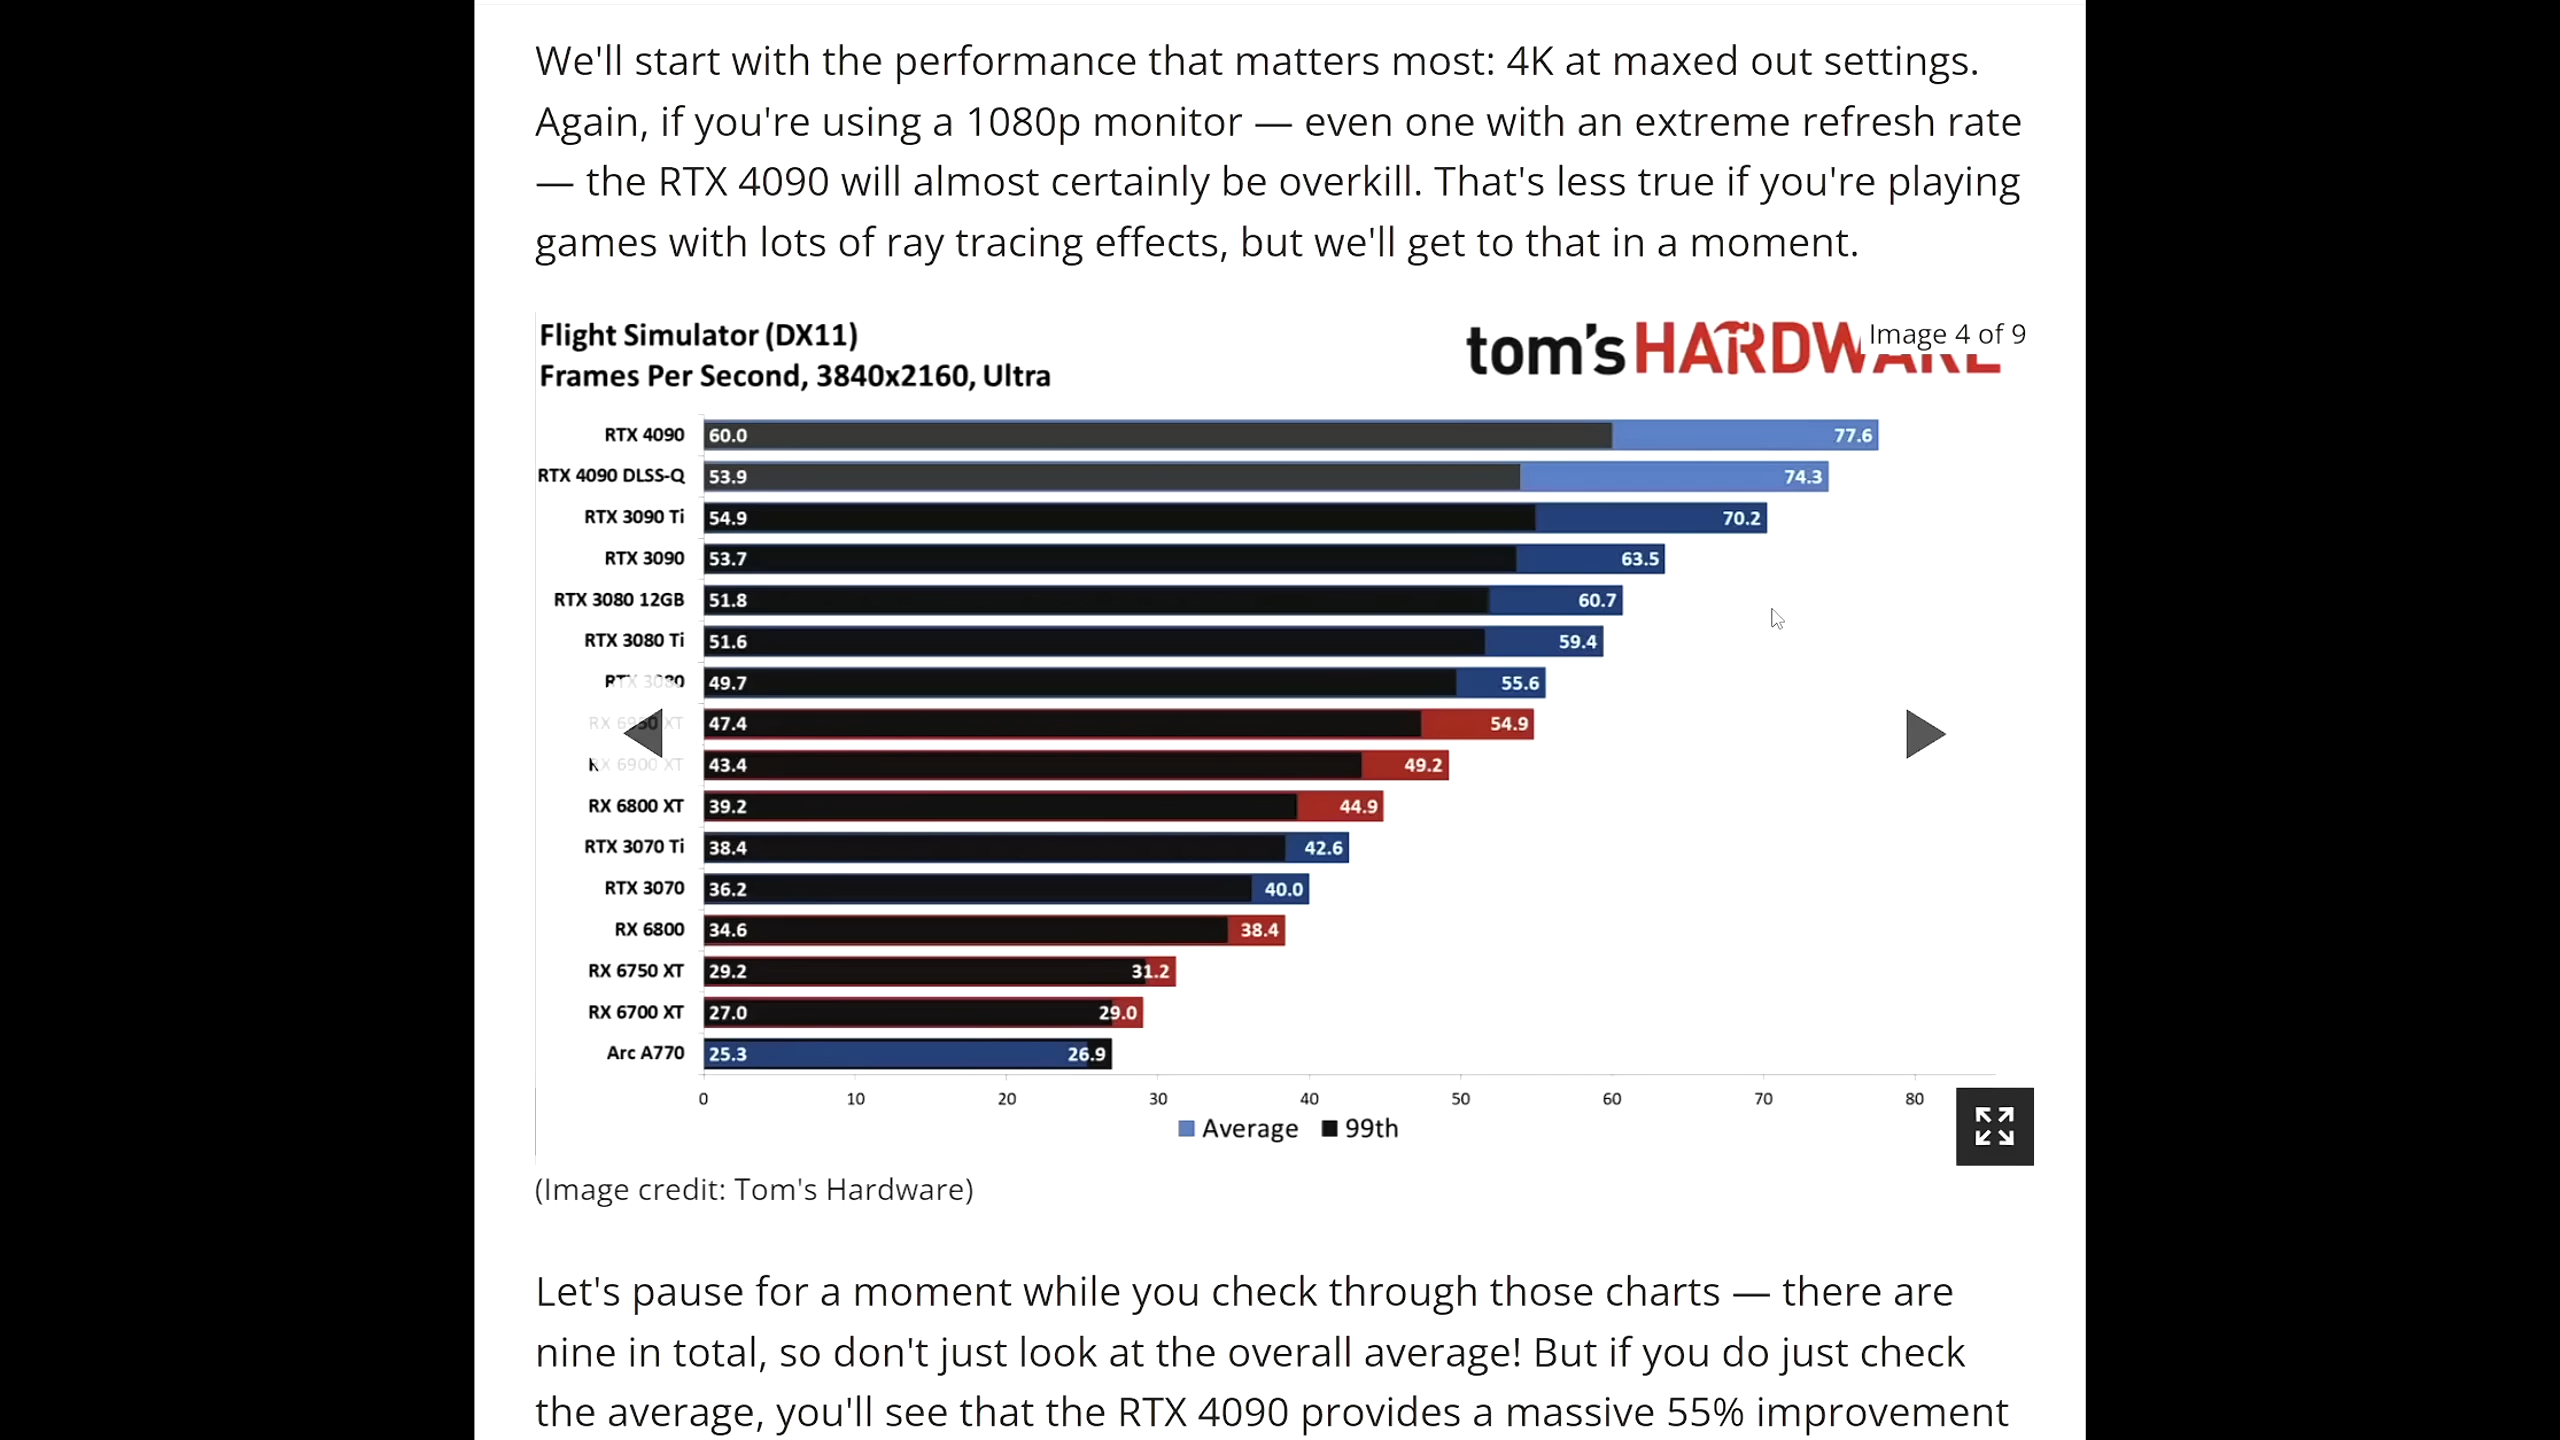 We'll start with the performance that matters most: 4K at maxed out settings.
Again, if you're using a 1080p monitor — even one with an extreme refresh rate
— the RTX 4090 will almost certainly be overkill. That's less true if you're playing
games with lots of ray tracing effects, but we'll get to that in a moment.
Flight Simulator (DX11)
Frames Per Second, 3840x2160, Ultra
tom's HARDWARE
Image 4 of 9
RTX 4090 60.0 77.6
RTX 4090 DLSS-Q 53.9 74.3
RTX 3090 Ti 54.9 70.2
RTX 3090 53.7 63.5
RTX 3080 12GB 51.8 60.7
RTX 3080 Ti 51.6 59.4
RTX 3080 49.7 55.6
RX 6950 XT 47.4 54.9
RX 6900 XT 43.4 49.2
RX 6800 XT 39.2 44.9
RTX 3070 Ti 38.4 42.6
RTX 3070 36.2 40.0
RX 6800 34.6 38.4
RX 6750 XT 29.2 31.2
RX 6700 XT 27.0 29.0
Arc A770 25.3 26.9
0 10 20 30 40 50 60 70 80
Average 99th
(Image credit: Tom's Hardware)
Let's pause for a moment while you check through those charts — there are
nine in total, so don't just look at the overall average! But if you do just check
the average, you'll see that the RTX 4090 provides a massive 55% improvement